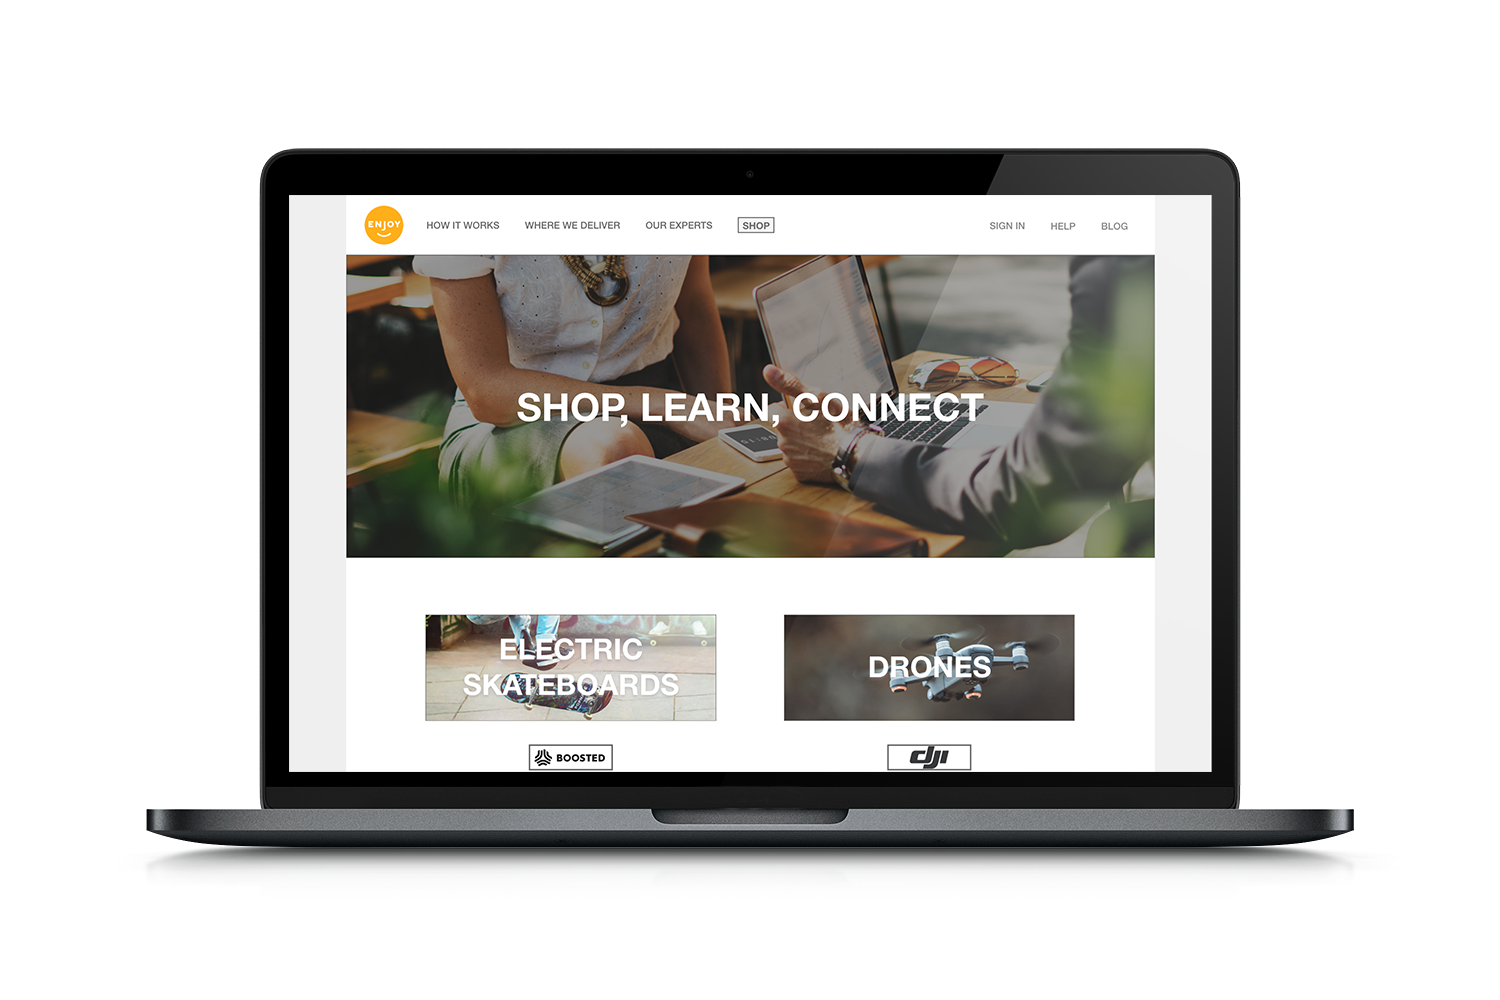 ENJOY
HOW IT WORKS
WHERE WE DELIVER
OUR EXPERTS
SHOP
SIGN IN
HELP
BLOG
SHOP, LEARN, CONNECT
ELECTRIC
SKATEBOARDS
DRONES
BOOSTED
dji